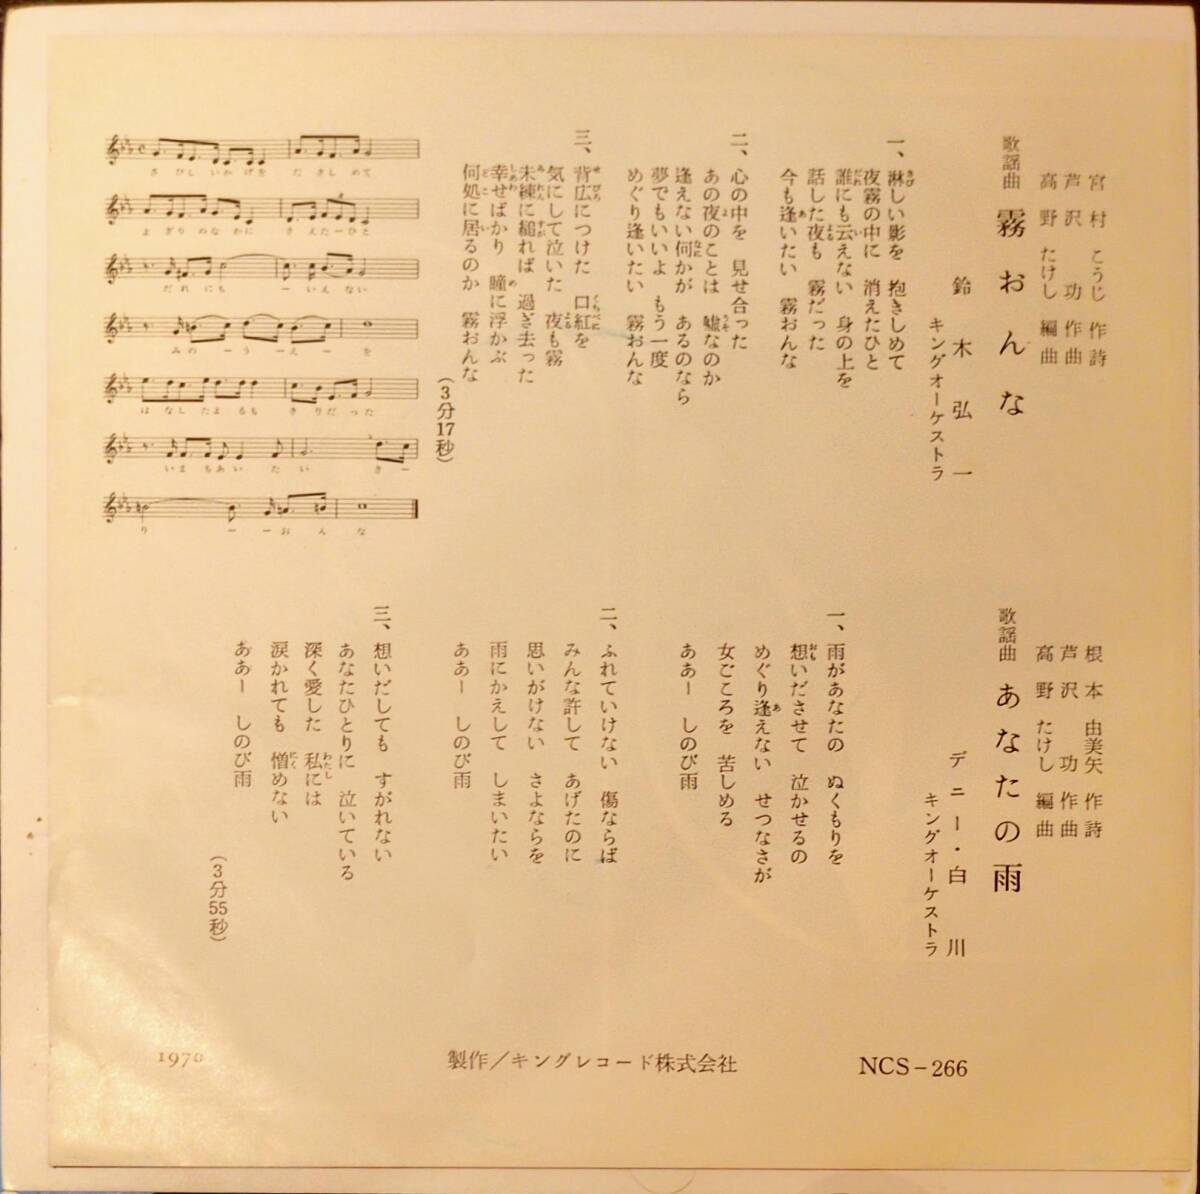 宮村こうじ 作詩
芦沢 功 作曲
高野たけし 編曲
歌謡曲 霧おんな
鈴木弘一
キングオーケストラ
一、淋しい影を 抱きしめて
夜霧の中に 消えたひと
誰にも云えない 身の上を
話した夜も 霧だった
今も逢いたい 霧おんな
二、心の中を 見せ合った
あの夜のことは 嘘なのか
逢えない何かが あるのなら
夢でもいいよ もう一度
めぐり逢いたい 霧おんな
三、背広につけた 口紅を
気にして泣いた 夜も霧
未練に縋れば 過ぎ去った
幸せばかり 瞳に浮かぶ
何処に居るのか 霧おんな
(3分17秒)
さびしいかげを だきしめて
よぎりのなかに きえたーひと
だれにも ーいえない
みのーうーえーを
はなしたよるも きりだった
いまもあいたい きー
りーーおんな
根本由美矢 作詩
芦沢 功 作曲
高野たけし 編曲
歌謡曲 あなたの雨
デニー・白川
キングオーケストラ
一、雨があなたの ぬくもりを
想いださせて 泣かせるの
めぐり逢えない せつなさが
女ごころを 苦しめる
ああー しのび雨
二、ふれていけない 傷ならば
みんな許して あげたのに
思いがけない さよならを
雨にかえして しまいたい
ああー しのび雨
三、想いだしても すがれない
あなたひとりに 泣いている
深く愛した 私には
涙かれても 憎めない
ああー しのび雨
(3分55秒)
1970
製作/キングレコード株式会社
NCS-266